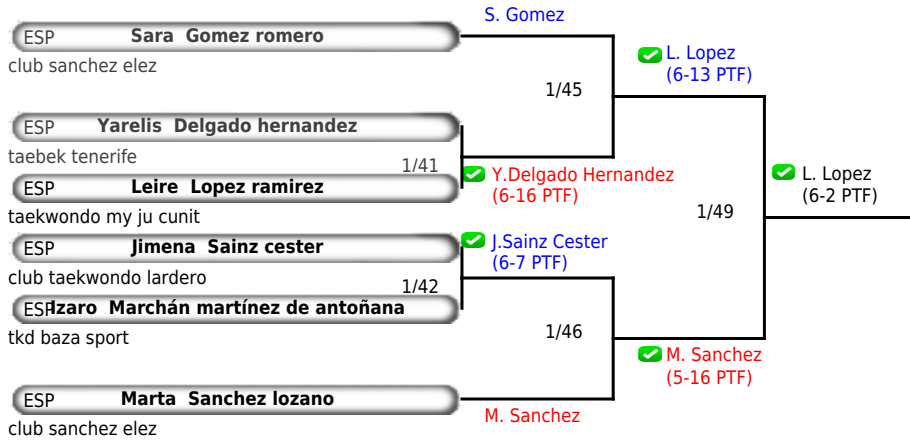 S. Gomez
ESP Sara Gomez romero
club sanchez elez
L. Lopez
(6-13 PTF)
1/45
ESP Yarelis Delgado hernandez
taebek tenerife
1/41
Y.Delgado Hernandez
(6-16 PTF)
ESP Leire Lopez ramirez
taekwondo my ju cunit
L. Lopez
(6-2 PTF)
1/49
ESP Jimena Sainz cester
club taekwondo lardero
J.Sainz Cester
(6-7 PTF)
1/42
ESP Izaro Marchán martínez de antoñana
tkd baza sport
1/46
M. Sanchez
(5-16 PTF)
ESP Marta Sanchez lozano
club sanchez elez
M. Sanchez